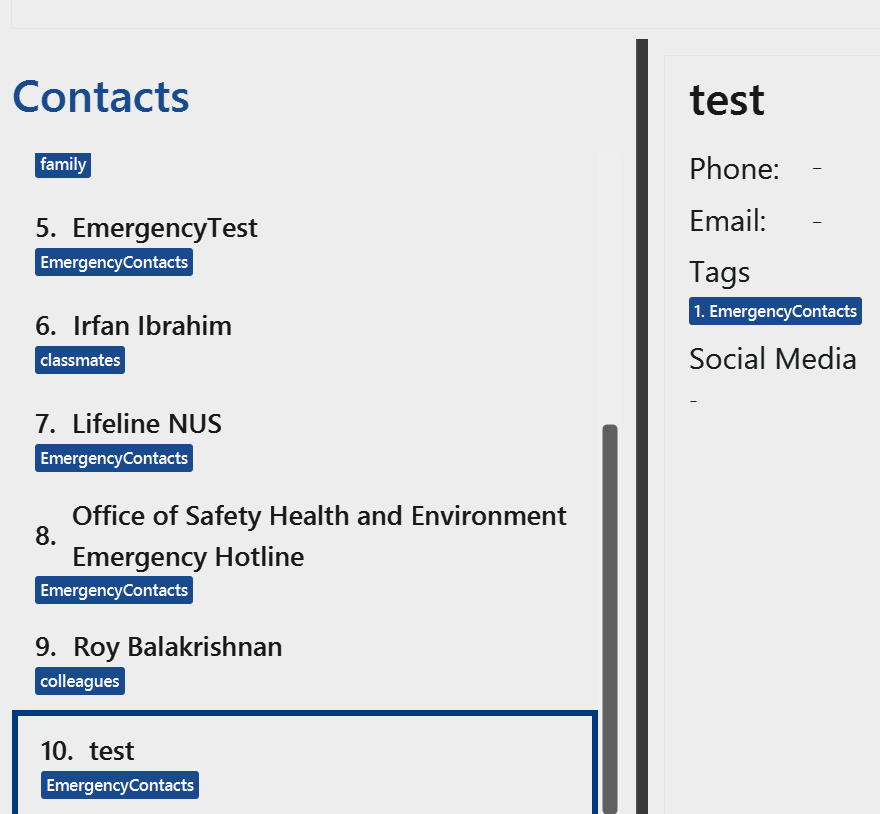 Contacts
family
5. EmergencyTest
EmergencyContacts
6. Irfan Ibrahim
classmates
7. Lifeline NUS
EmergencyContacts
8. Office of Safety Health and Environment
Emergency Hotline
EmergencyContacts
9. Roy Balakrishnan
colleagues
10. test
EmergencyContacts
test
Phone: -
Email: -
Tags
1. EmergencyContacts
Social Media
-